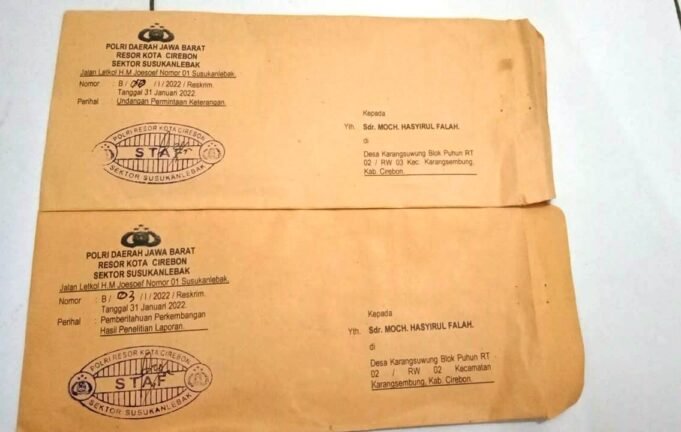 POLRI DAERAH JAWA BARAT
RESOR KOTA CIREBON
SEKTOR SUSUKANLEBAK
Jalan Letkol H.M Joesoef Nomor 01 Susukanlebak.
Nomor : B / / I / 2022 / Reskrim.
Tanggal 31 Januari 2022.
Perihal : Undangan Permintaan Keterangan.
POLRI RESOR KOTA CIREBON
STAF
SEKTOR SUSUKANLEBAK
Kepada
Yth. Sdr. MOCH. HASYIRUL FALAH.
di
Desa Karangsuwung Blok Puhun RT
02 / RW 03 Kec. Karangsembung,
Kab. Cirebon.
POLRI DAERAH JAWA BARAT
RESOR KOTA CIREBON
SEKTOR SUSUKANLEBAK
Jalan Letkol H.M Joesoef Nomor 01 Susukanlebak.
Nomor : B / 03 / I / 2022 / Reskrim.
Tanggal 31 Januari 2022.
Perihal : Pemberitahuan Perkembangan
Hasil Penelitian Laporan.
POLRI RESOR KOTA CIREBON
STAF
SEKTOR SUSUKANLEBAK
Kepada
Yth. Sdr. MOCH. HASYIRUL FALAH.
di
Desa Karangsuwung Blok Puhun RT
02 / RW 02 Kecamatan
Karangsembung, Kab. Cirebon.